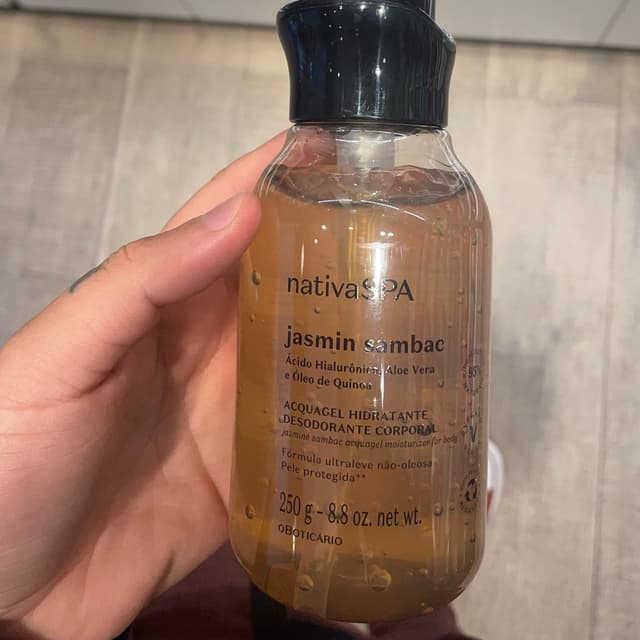 nativaSPA
jasmin sambac
Ácido Hialurônico, Aloe Vera
e Óleo de Quinoa
ACQUAGEL HIDRATANTE
DESODORANTE CORPORAL
jasmine sambac acquagel moisturizer for body
Fórmula ultraleve não-oleosa
Pele protegida**
250 g - 8.8 oz. net wt.
OBOTICÁRIO
95%
V